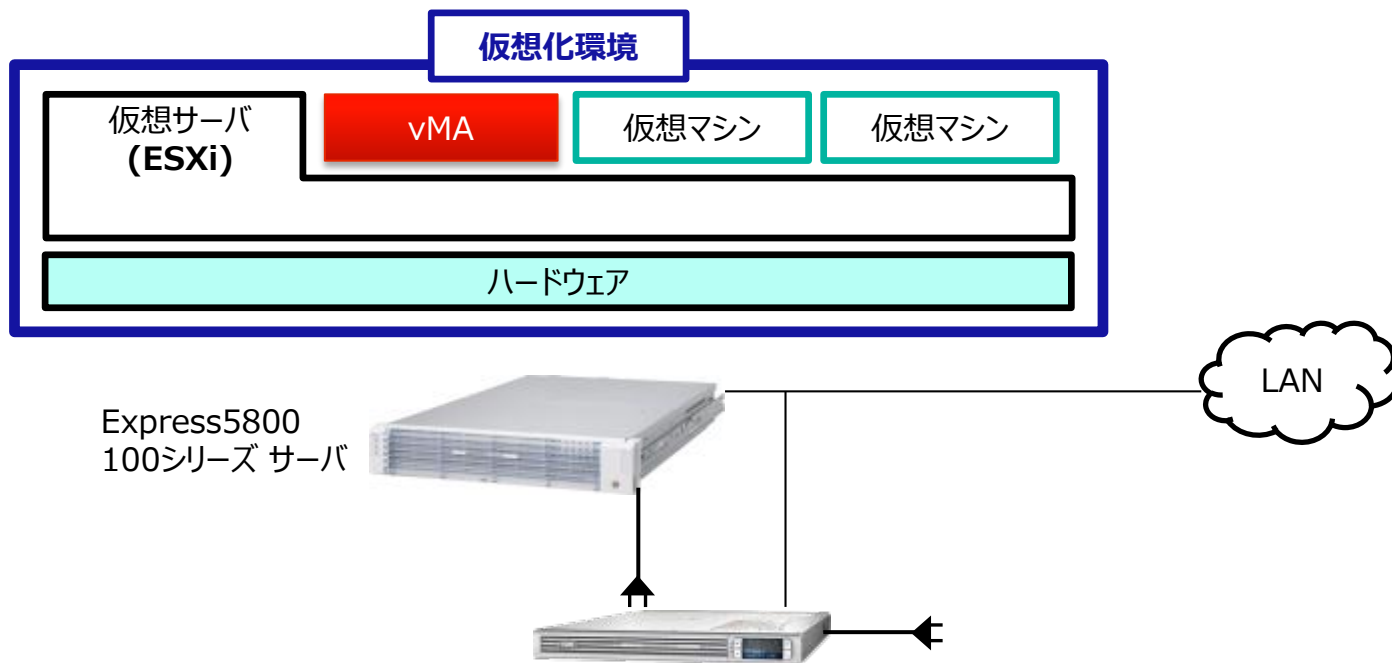 仮想化環境
仮想サーバ
(ESXi)
vMA
仮想マシン
仮想マシン
ハードウェア
LAN
Express5800
100シリーズ サーバ